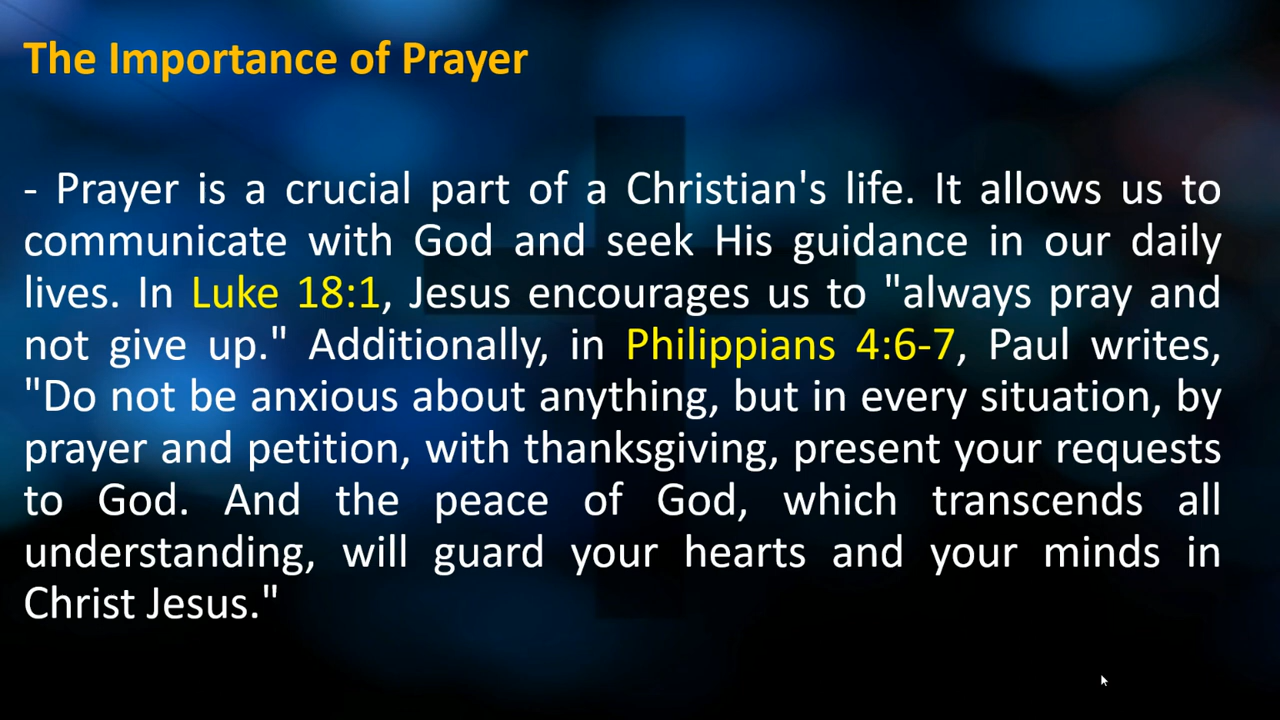 The Importance of Prayer
- Prayer is a crucial part of a Christian's life. It allows us to
communicate with God and seek His guidance in our daily
lives. In Luke 18:1, Jesus encourages us to "always pray and
not give up." Additionally, in Philippians 4:6-7, Paul writes,
"Do not be anxious about anything, but in every situation, by
prayer and petition, with thanksgiving, present your requests
to God. And the peace of God, which transcends all
understanding, will guard your hearts and your minds in
Christ Jesus."